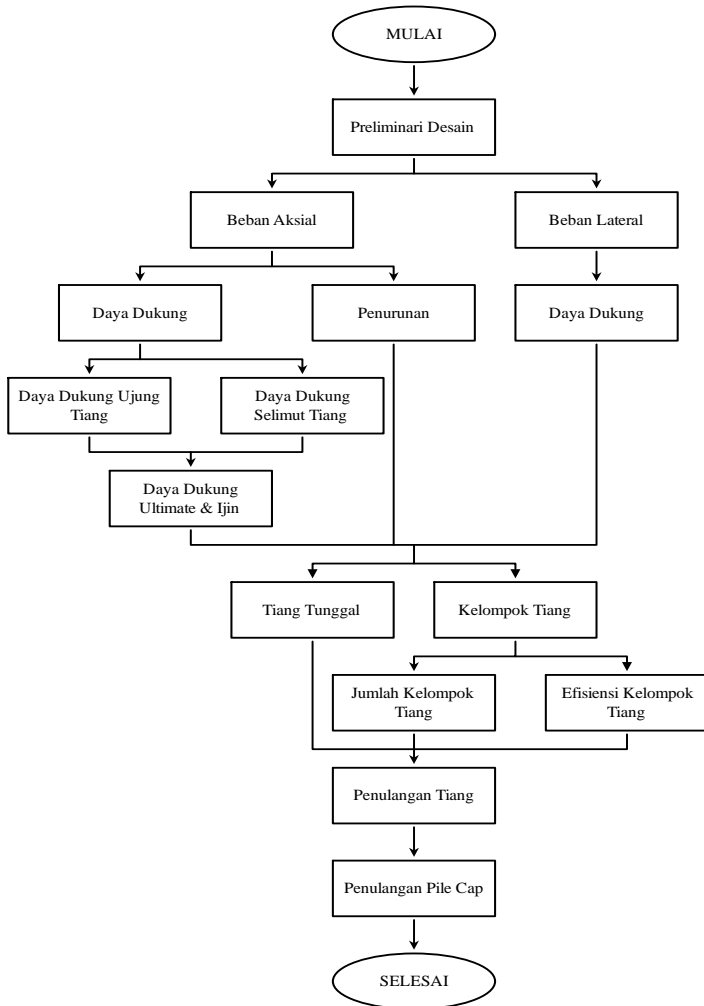 MULAI
Preliminari Desain
Beban Aksial
Beban Lateral
Daya Dukung
Penurunan
Daya Dukung
Daya Dukung Ujung
Tiang
Daya Dukung
Selimut Tiang
Daya Dukung
Ultimate & Ijin
Tiang Tunggal
Kelompok Tiang
Jumlah Kelompok
Tiang
Efisiensi Kelompok
Tiang
Penulangan Tiang
Penulangan Pile Cap
SELESAI